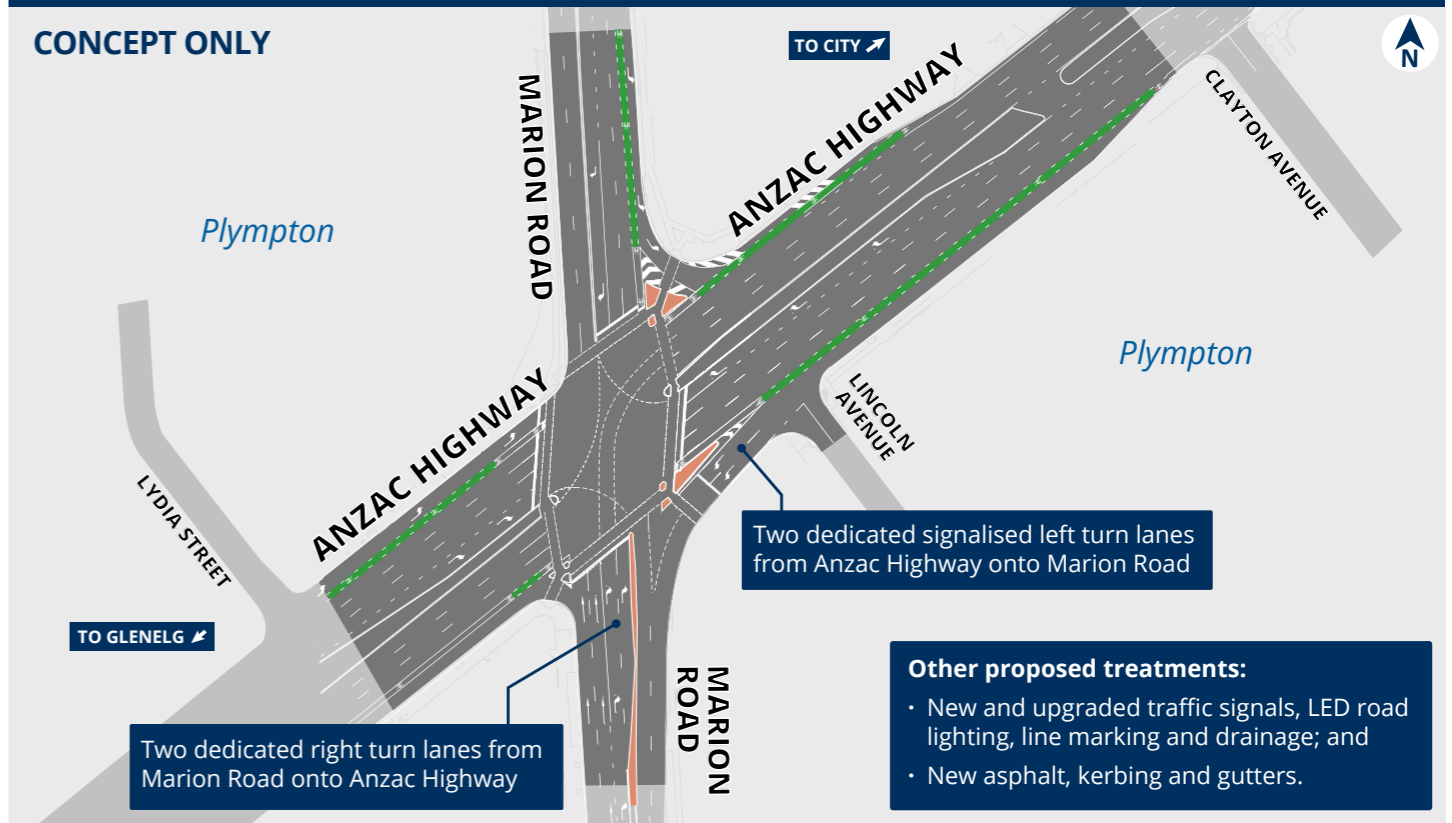 CONCEPT ONLY
TO CITY
N
MARION ROAD
ANZAC HIGHWAY
CLAYTON AVENUE
Plympton
Plympton
ANZAC HIGHWAY
LINCOLN
AVENUE
LYDIA STREET
Two dedicated signalised left turn lanes
from Anzac Highway onto Marion Road
TO GLENELG
MARION
ROAD
Two dedicated right turn lanes from
Marion Road onto Anzac Highway
Other proposed treatments:
• New and upgraded traffic signals, LED road
lighting, line marking and drainage; and
• New asphalt, kerbing and gutters.